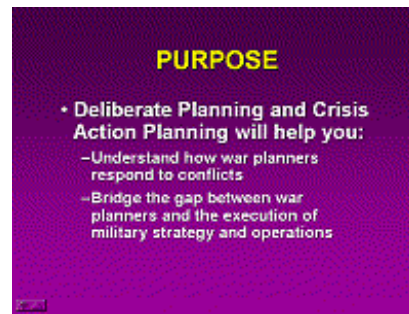 PURPOSE
• Deliberate Planning and Crisis
Action Planning will help you:
–Understand how war planners
respond to conflicts
–Bridge the gap between war
planners and the execution of
military strategy and operations